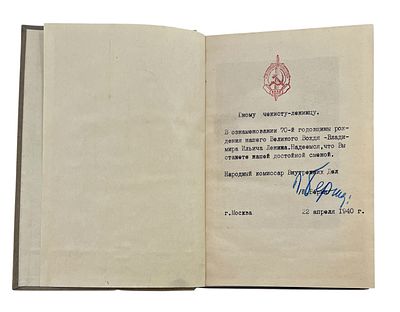 Юному чекисту-ленинцу.
В ознаменовании 70-й годовщины рож-
дения нашего Великого Вождя -Влади-
мира Ильича Ленина.Надеемся,что Вы
станете нашей достойной сменой.
Народный комиссар Внутренних Дел
г.Москва 22 апреля 1940 г.